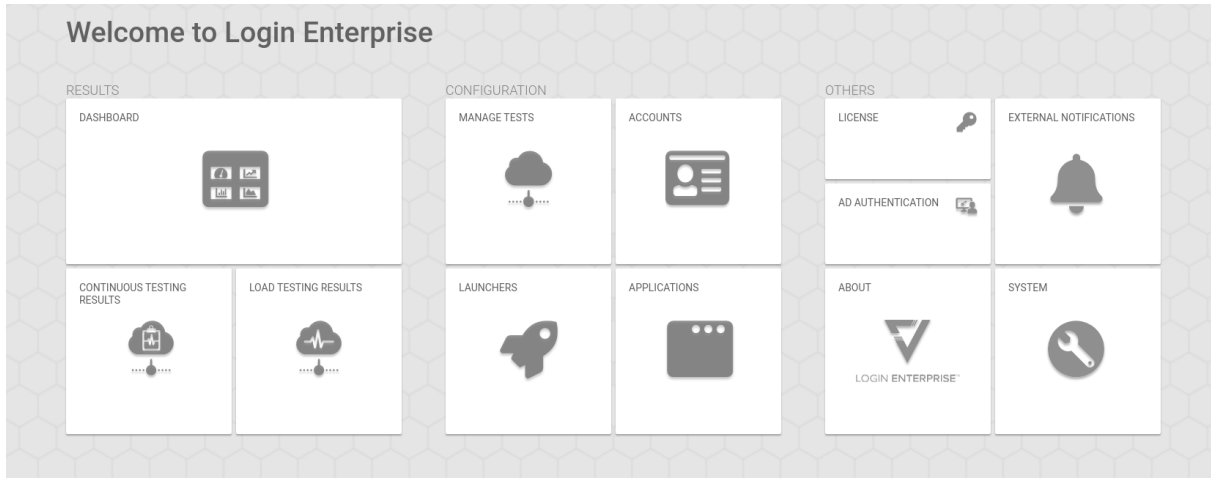 Welcome to Login Enterprise
RESULTS
DASHBOARD
CONTINUOUS TESTING
RESULTS
LOAD TESTING RESULTS
CONFIGURATION
MANAGE TESTS
ACCOUNTS
LAUNCHERS
APPLICATIONS
OTHERS
LICENSE
EXTERNAL NOTIFICATIONS
AD AUTHENTICATION
ABOUT
LOGIN ENTERPRISE™
SYSTEM